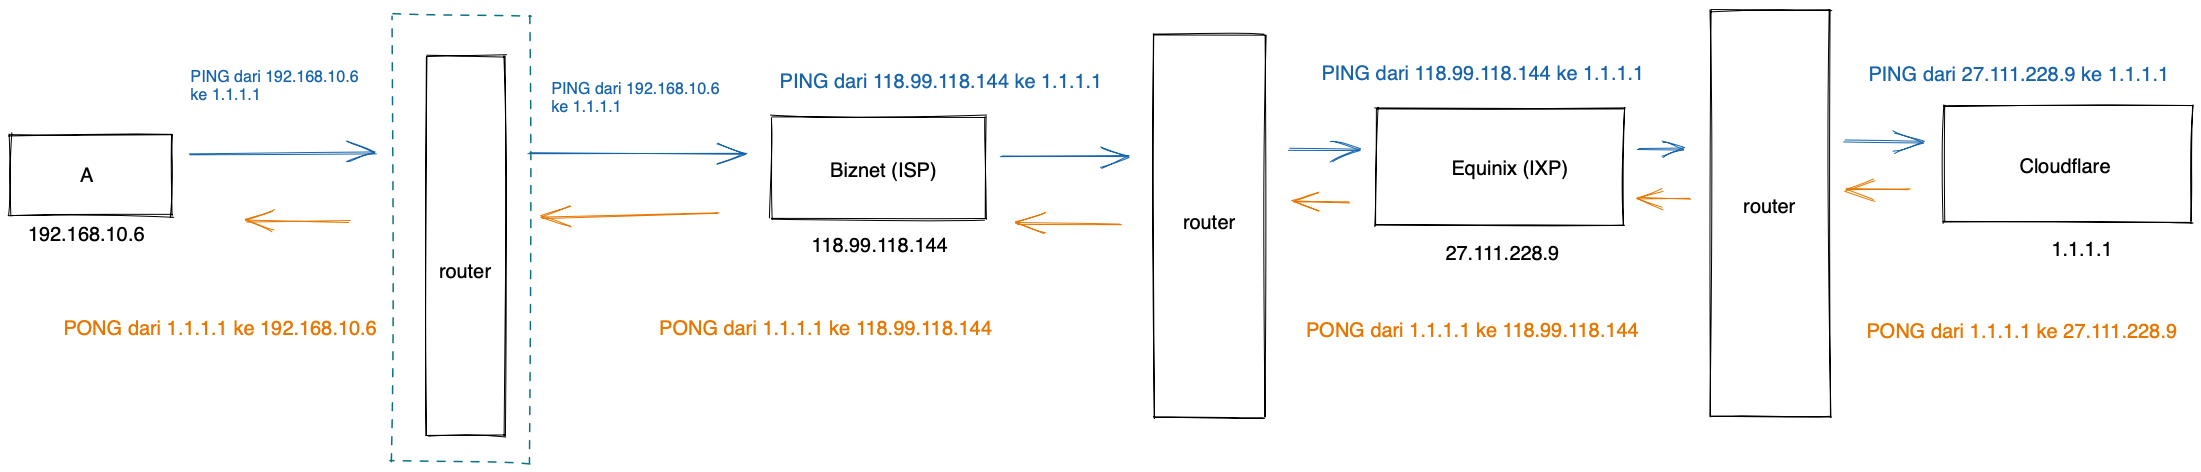 PING dari 192.168.10.6
ke 1.1.1.1
PING dari 192.168.10.6
ke 1.1.1.1
PING dari 118.99.118.144 ke 1.1.1.1
PING dari 118.99.118.144 ke 1.1.1.1
PING dari 27.111.228.9 ke 1.1.1.1
A
192.168.10.6
router
Biznet (ISP)
118.99.118.144
router
Equinix (IXP)
27.111.228.9
router
Cloudflare
1.1.1.1
PONG dari 1.1.1.1 ke 192.168.10.6
PONG dari 1.1.1.1 ke 118.99.118.144
PONG dari 1.1.1.1 ke 118.99.118.144
PONG dari 1.1.1.1 ke 27.111.228.9